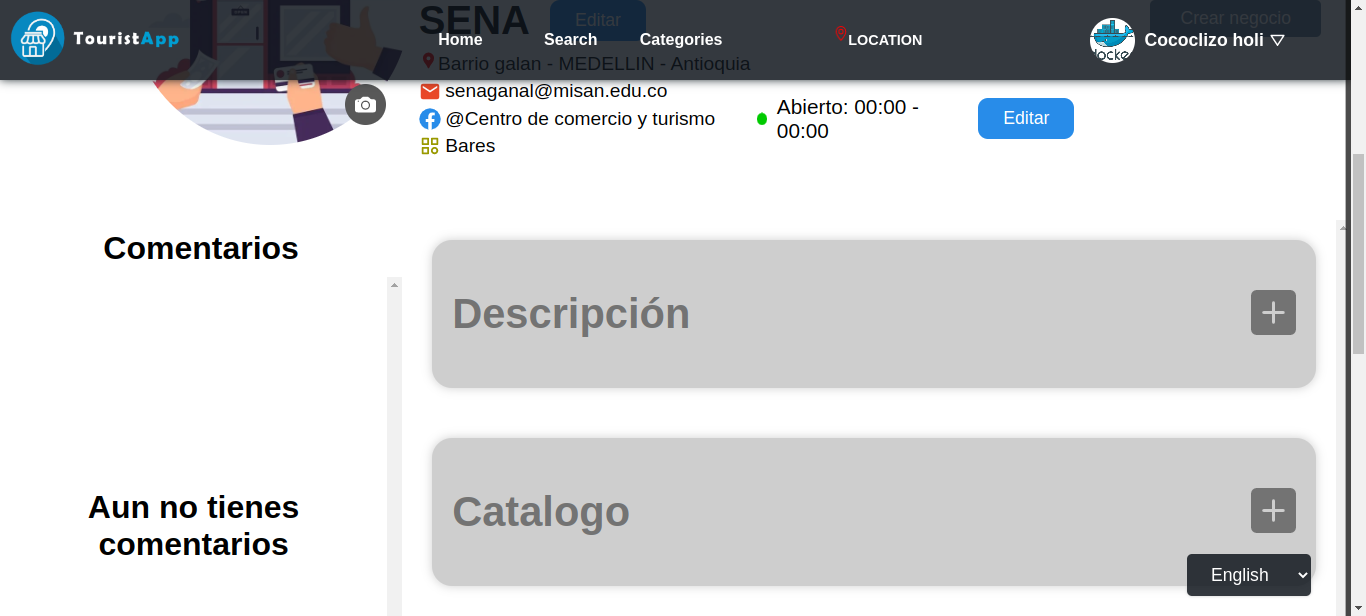 SENA
Editar
Crear negocio
TouristApp
Home
Search
Categories
LOCATION
Cococlizo holi
Barrio galan - MEDELLIN - Antioquia
senaganal@misan.edu.co
@Centro de comercio y turismo
Bares
Abierto: 00:00 -
00:00
Editar
Comentarios
Descripción
Aun no tienes
comentarios
Catalogo
English